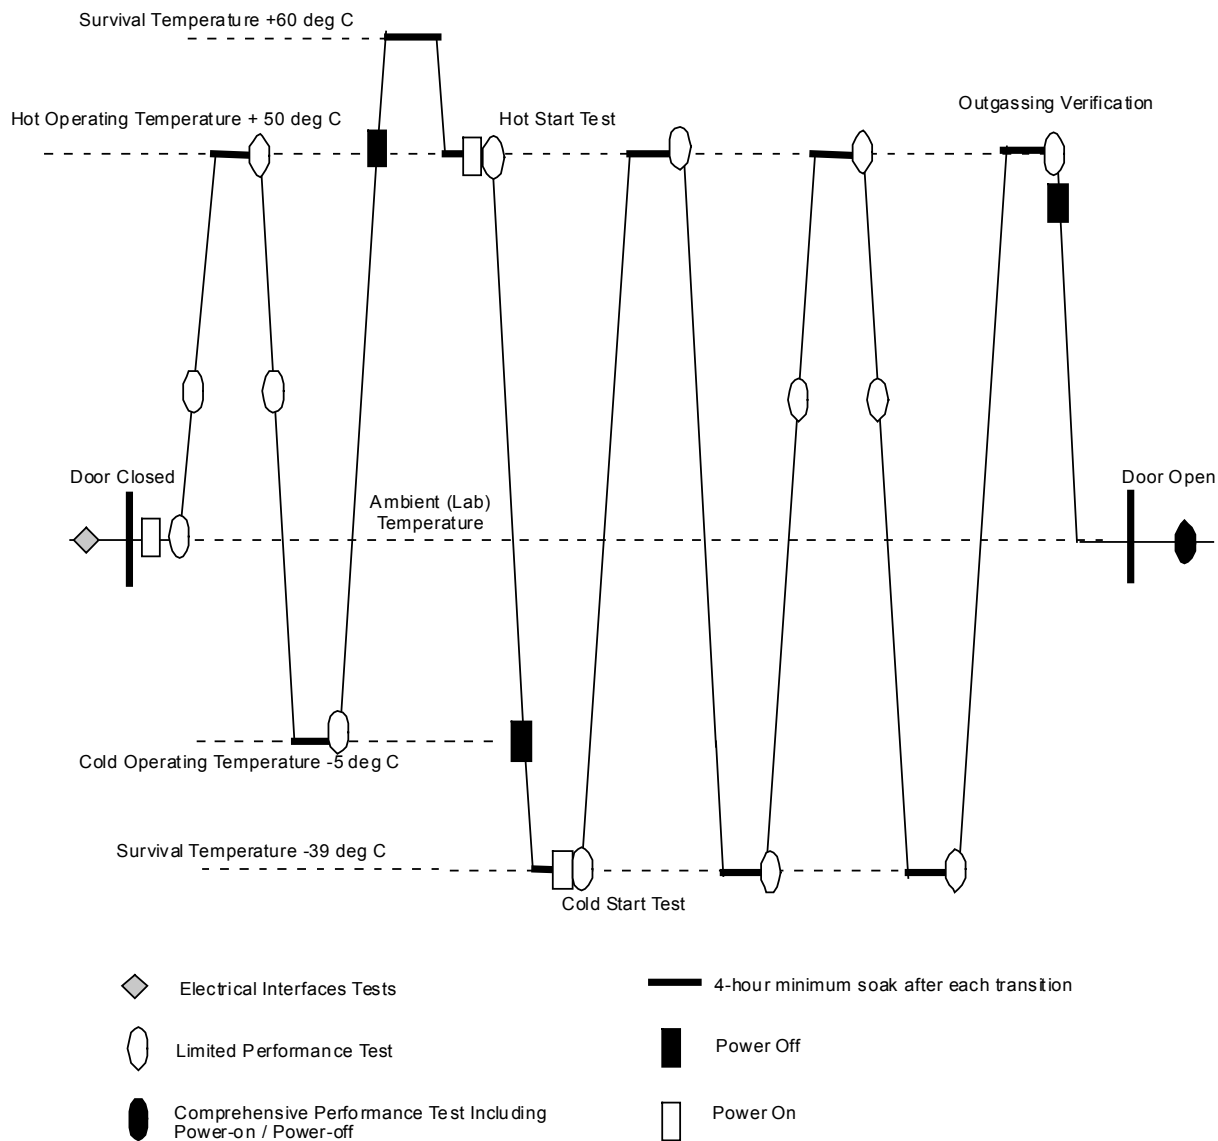 Survival Temperature +60 deg C
Hot Operating Temperature + 50 deg C
Hot Start Test
Outgassing Verification
Door Closed
Ambient (Lab)
Temperature
Door Open
Cold Operating Temperature -5 deg C
Survival Temperature -39 deg C
Cold Start Test
Electrical Interfaces Tests
4-hour minimum soak after each transition
Limited Performance Test
Power Off
Comprehensive Performance Test Including
Power-on / Power-off
Power On